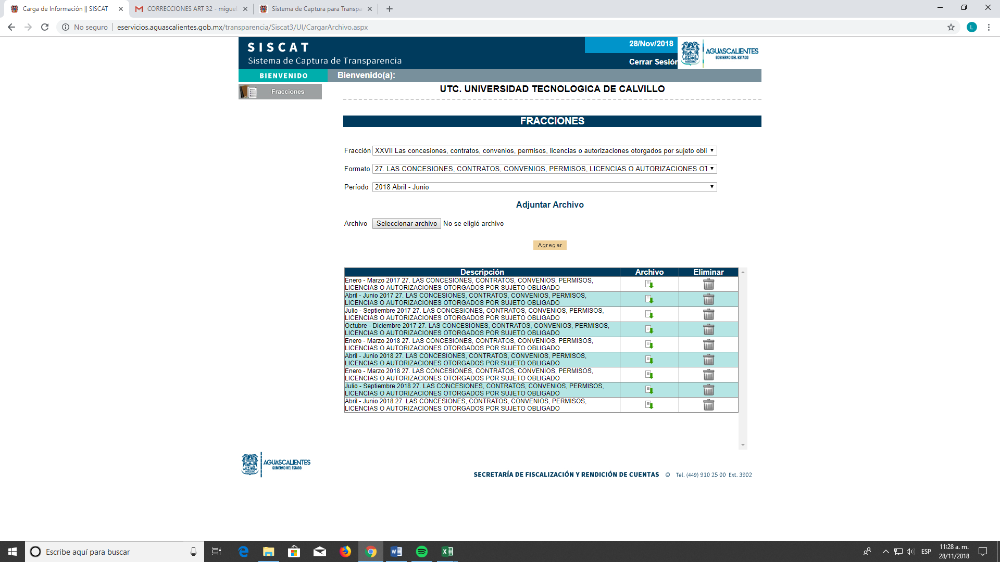 Carga de Información || SISCAT
CORRECCIONES ART 32 - miguel
Sistema de Captura para Transpa
No seguro
eservicios.aguascalientes.gob.mx/transparencia/Siscat3/UI/CargarArchivo.aspx
L
SISCAT
Sistema de Captura de Transparencia
28/Nov/2018
Cerrar Sesión
AGUASCALIENTES
GOBIERNO DEL ESTADO
BIENVENIDO
Bienvenido(a):
Fracciones
UTC. UNIVERSIDAD TECNOLOGICA DE CALVILLO
FRACCIONES
Fracción XXVII Las concesiones, contratos, convenios, permisos, licencias o autorizaciones otorgados por sujeto obli
Formato 27. LAS CONCESIONES, CONTRATOS, CONVENIOS, PERMISOS, LICENCIAS O AUTORIZACIONES OT
Período 2018 Abril - Junio
Adjuntar Archivo
Archivo Seleccionar archivo No se eligió archivo
Agregar
Descripción Archivo Eliminar
Enero - Marzo 2017 27. LAS CONCESIONES, CONTRATOS, CONVENIOS, PERMISOS,
LICENCIAS O AUTORIZACIONES OTORGADOS POR SUJETO OBLIGADO
Abril - Junio 2017 27. LAS CONCESIONES, CONTRATOS, CONVENIOS, PERMISOS,
LICENCIAS O AUTORIZACIONES OTORGADOS POR SUJETO OBLIGADO
Julio - Septiembre 2017 27. LAS CONCESIONES, CONTRATOS, CONVENIOS, PERMISOS,
LICENCIAS O AUTORIZACIONES OTORGADOS POR SUJETO OBLIGADO
Octubre - Diciembre 2017 27. LAS CONCESIONES, CONTRATOS, CONVENIOS, PERMISOS,
LICENCIAS O AUTORIZACIONES OTORGADOS POR SUJETO OBLIGADO
Enero - Marzo 2018 27. LAS CONCESIONES, CONTRATOS, CONVENIOS, PERMISOS,
LICENCIAS O AUTORIZACIONES OTORGADOS POR SUJETO OBLIGADO
Abril - Junio 2018 27. LAS CONCESIONES, CONTRATOS, CONVENIOS, PERMISOS,
LICENCIAS O AUTORIZACIONES OTORGADOS POR SUJETO OBLIGADO
Enero - Marzo 2018 27. LAS CONCESIONES, CONTRATOS, CONVENIOS, PERMISOS,
LICENCIAS O AUTORIZACIONES OTORGADOS POR SUJETO OBLIGADO
Julio - Septiembre 2018 27. LAS CONCESIONES, CONTRATOS, CONVENIOS, PERMISOS,
LICENCIAS O AUTORIZACIONES OTORGADOS POR SUJETO OBLIGADO
Abril - Junio 2018 27. LAS CONCESIONES, CONTRATOS, CONVENIOS, PERMISOS,
LICENCIAS O AUTORIZACIONES OTORGADOS POR SUJETO OBLIGADO
AGUASCALIENTES
GOBIERNO DEL ESTADO
SECRETARÍA DE FISCALIZACIÓN Y RENDICIÓN DE CUENTAS © Tel. (449) 910 25 00 Ext. 3902
Escribe aquí para buscar
ESP
11:28 a. m.
28/11/2018